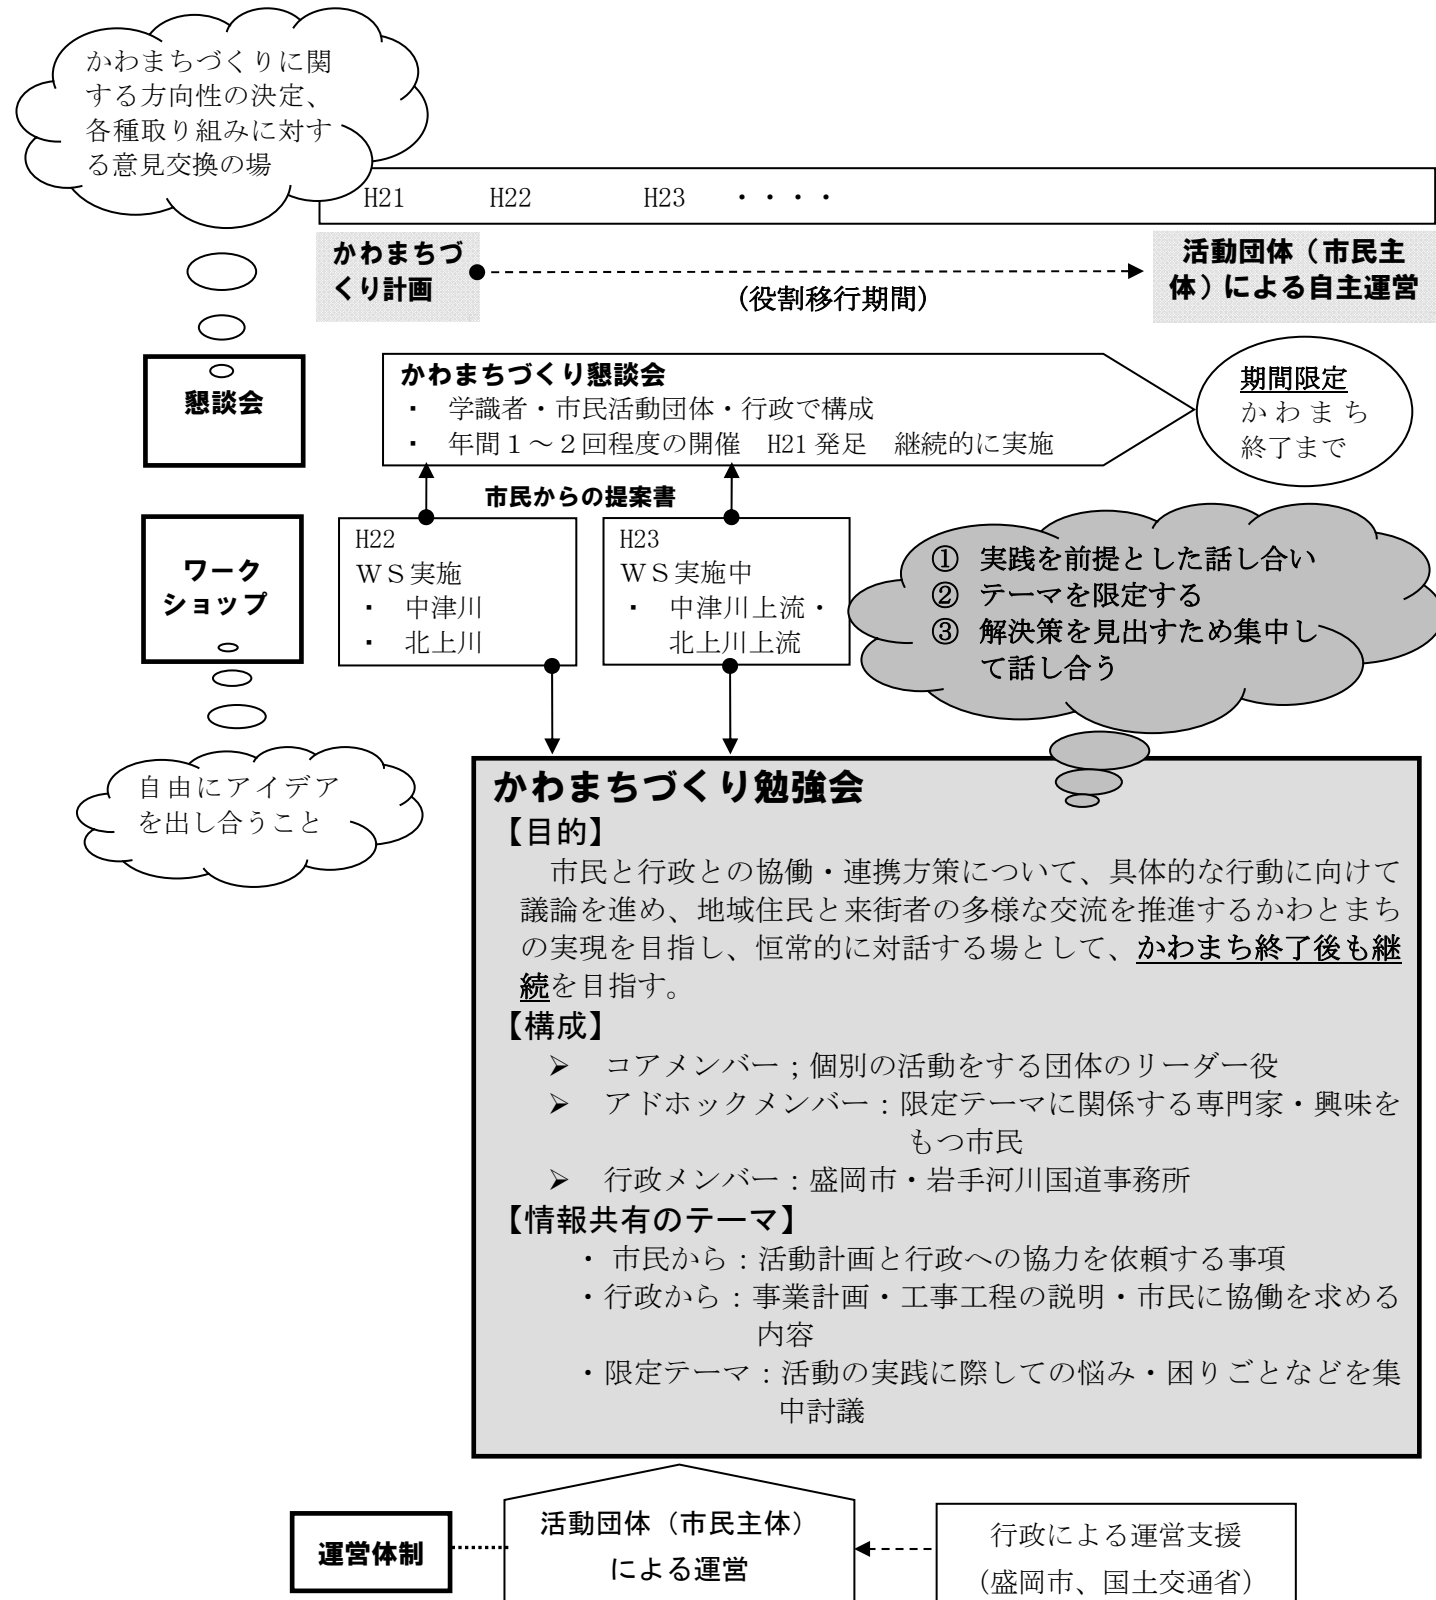 かわまちづくりに関
する方向性の決定、
各種取り組みに対す
る意見交換の場
H21 H22 H23 ・・・・
かわまちづ
くり計画
(役割移行期間)
活動団体（市民主
体）による自主運営
懇談会
かわまちづくり懇談会
・ 学識者・市民活動団体・行政で構成
・ 年間１～２回程度の開催 H21発足 継続的に実施
期間限定
かわまち
終了まで
市民からの提案書
ワーク
ショップ
H22
ＷＳ実施
・ 中津川
・ 北上川
H23
ＷＳ実施中
・ 中津川上流・
北上川上流
① 実践を前提とした話し合い
② テーマを限定する
③ 解決策を見出すため集中し
て話し合う
自由にアイデア
を出し合うこと
かわまちづくり勉強会
【目的】
市民と行政との協働・連携方策について、具体的な行動に向けて
議論を進め、地域住民と来街者の多様な交流を推進するかわとまち
の実現を目指し、恒常的に対話する場として、かわまち終了後も継
続を目指す。
【構成】
➢ コアメンバー；個別の活動をする団体のリーダー役
➢ アドホックメンバー：限定テーマに関係する専門家・興味を
もつ市民
➢ 行政メンバー：盛岡市・岩手河川国道事務所
【情報共有のテーマ】
・ 市民から：活動計画と行政への協力を依頼する事項
・行政から：事業計画・工事工程の説明・市民に協働を求める
内容
・限定テーマ：活動の実践に際しての悩み・困りごとなどを集
中討議
運営体制
活動団体（市民主体）
による運営
行政による運営支援
（盛岡市、国土交通省）